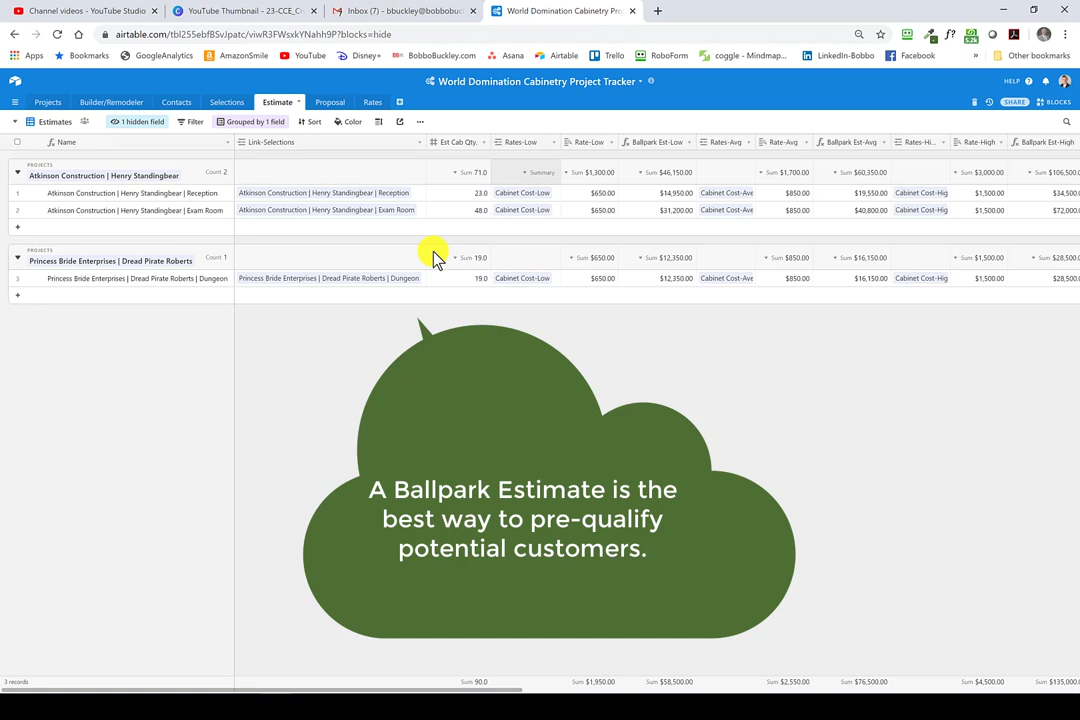 Channel videos - YouTube Studio
YouTube Thumbnail - 23-CCE_Cr
Inbox (7) - bbuckley@bobbobuc
World Domination Cabinetry Project Tracker
airtable.com/tbl255ebfBSvJpatc/viwR3FWsxkYNahh9P?blocks=hide
Apps
Bookmarks
GoogleAnalytics
AmazonSmile
YouTube
Disney+
BobboBuckley.com
Asana
Airtable
Trello
RoboForm
coggle - Mindmap...
LinkedIn-Bobbo
Facebook
Other bookmarks
World Domination Cabinetry Project Tracker
HELP
Projects
Builder/Remodeler
Contacts
Selections
Estimate
Proposal
Rates
SHARE
BLOCKS
Estimates
1 hidden field
Filter
Grouped by 1 field
Sort
Color
Name
Link-Selections
Est Cab Qty.
Rates-Low
Rate-Low
Ballpark Est-Low
Rates-Avg
Rate-Avg
Ballpark Est-Avg
Rates-Hi...
Rate-High
Ballpark Est-High
PROJECTS
Atkinson Construction | Henry Standingbear Count 2
Sum 71.0 Summary Sum $1,300.00 Sum $46,150.00 Sum $1,700.00 Sum $60,350.00 Sum $3,000.00 Sum $106,500.
1 Atkinson Construction | Henry Standingbear | Reception Atkinson Construction | Henry Standingbear | Reception 23.0 Cabinet Cost-Low $650.00 $14,950.00 Cabinet Cost-Ave $850.00 $19,550.00 Cabinet Cost-Hig $1,500.00 $34,500.
2 Atkinson Construction | Henry Standingbear | Exam Room Atkinson Construction | Henry Standingbear | Exam Room 48.0 Cabinet Cost-Low $650.00 $31,200.00 Cabinet Cost-Ave $850.00 $40,800.00 Cabinet Cost-Hig $1,500.00 $72,000.
PROJECTS
Princess Bride Enterprises | Dread Pirate Roberts Count 1
Sum 19.0 Sum $650.00 Sum $12,350.00 Sum $850.00 Sum $16,150.00 Sum $1,500.00 Sum $28,500.
3 Princess Bride Enterprises | Dread Pirate Roberts | Dungeon Princess Bride Enterprises | Dread Pirate Roberts | Dungeon 19.0 Cabinet Cost-Low $650.00 $12,350.00 Cabinet Cost-Ave $850.00 $16,150.00 Cabinet Cost-Hig $1,500.00 $28,500.
A Ballpark Estimate is the
best way to pre-qualify
potential customers.
3 records Sum 90.0 Sum $1,950.00 Sum $58,500.00 Sum $2,550.00 Sum $76,500.00 Sum $4,500.00 Sum $135,000.